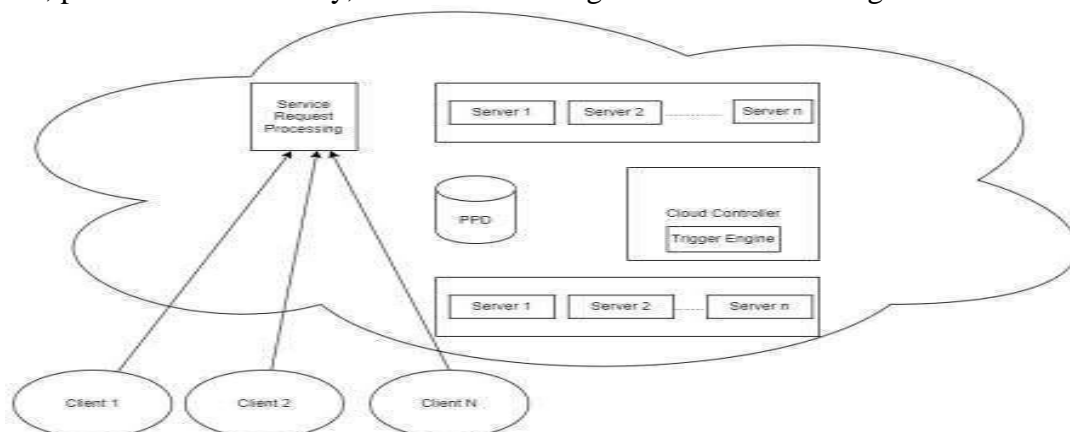 Service
Request
Processing
Server 1
Server 2
Server n
PPD
Cloud Controller
Trigger Engine
Server 1
Server 2
Server n
Client 1
Client 2
Client N